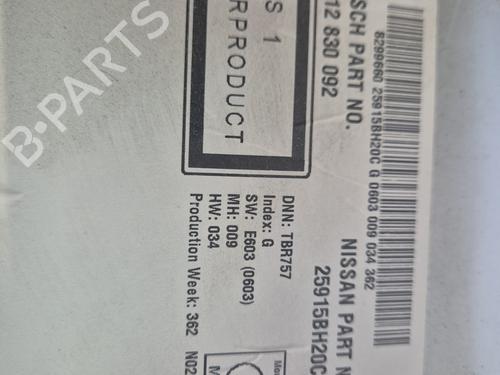 S 1
RPRODUCT
SCH PART NO.
12 830 092
8299660 25915BH20C G 0603 009 034 362
DNN: TBR757
Index: G
SW: E603 (0603)
MH: 009
HW: 034
Production Week: 362 N02
NISSAN PART N
25915BH20C
B-PARTS